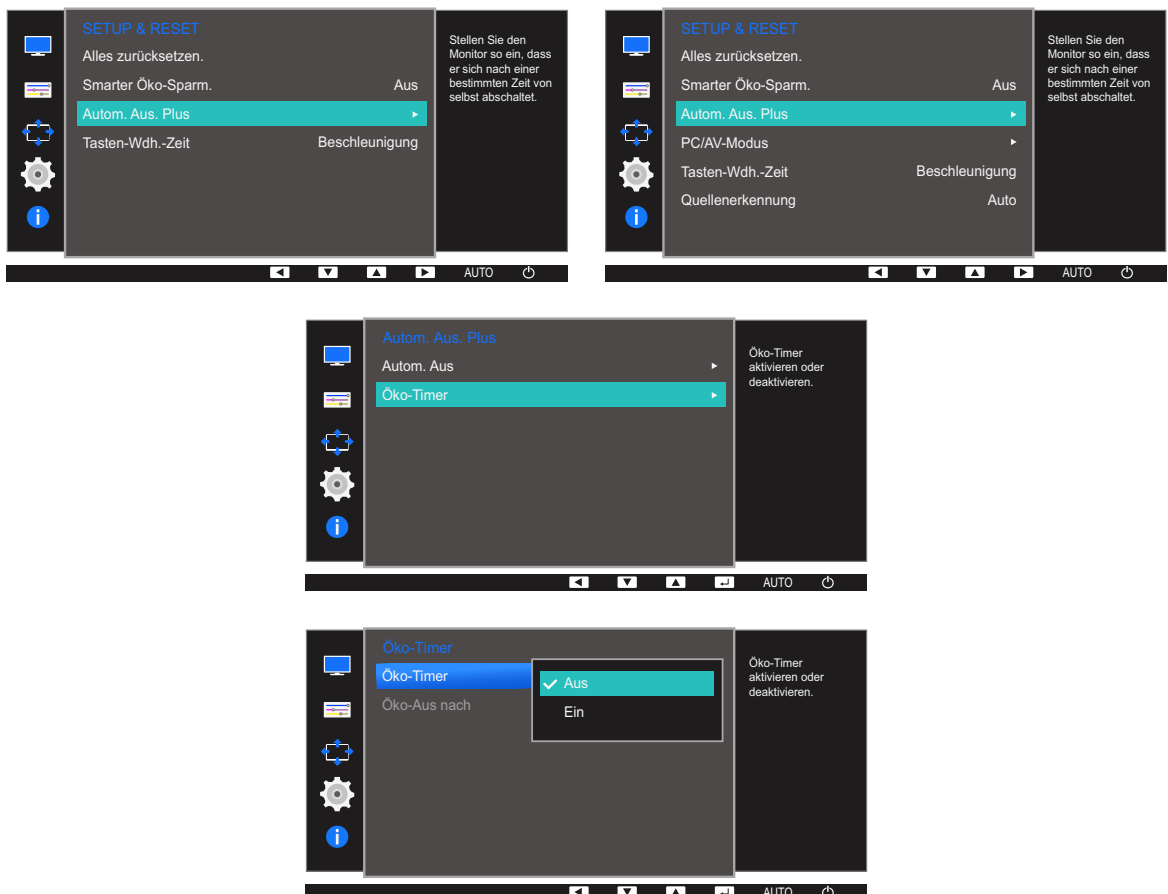 SETUP & RESET
Alles zurücksetzen.
Smarter Öko-Sparm. Aus
Autom. Aus. Plus
Tasten-Wdh.-Zeit Beschleunigung
Stellen Sie den
Monitor so ein, dass
er sich nach einer
bestimmten Zeit von
selbst abschaltet.
AUTO
SETUP & RESET
Alles zurücksetzen.
Smarter Öko-Sparm. Aus
Autom. Aus. Plus
PC/AV-Modus
Tasten-Wdh.-Zeit Beschleunigung
Quellenerkennung Auto
Stellen Sie den
Monitor so ein, dass
er sich nach einer
bestimmten Zeit von
selbst abschaltet.
AUTO
Autom. Aus. Plus
Autom. Aus
Öko-Timer
Öko-Timer
aktivieren oder
deaktivieren.
AUTO
Öko-Timer
Öko-Timer
Öko-Aus nach
Aus
Ein
Öko-Timer
aktivieren oder
deaktivieren.
AUTO